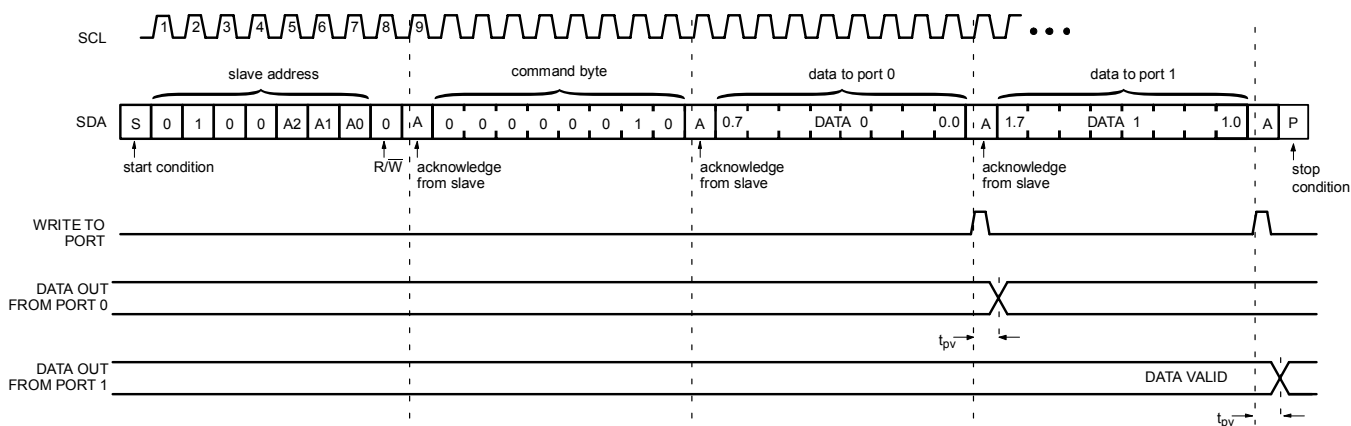 SCL 1 2 3 4 5 6 7 8 9
slave address command byte data to port 0 data to port 1
SDA S 0 1 0 0 A2 A1 A0 0 A 0 0 0 0 0 0 1 0 A 0.7 DATA 0 0.0 A 1.7 DATA 1 1.0 A P
start condition R/W acknowledge from slave acknowledge from slave acknowledge from slave stop condition
WRITE TO
PORT
DATA OUT
FROM PORT 0
tpv
DATA OUT
FROM PORT 1 DATA VALID
tpv